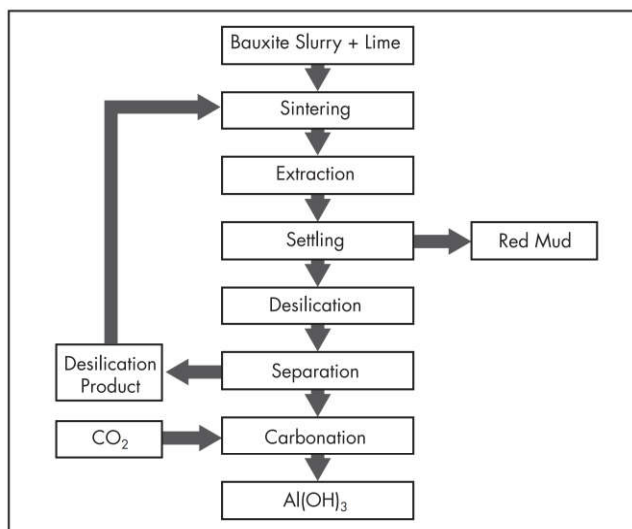 Bauxite Slurry + Lime
Sintering
Extraction
Settling
Red Mud
Desilication
Desilication
Product
Separation
CO₂
Carbonation
Al(OH)₃